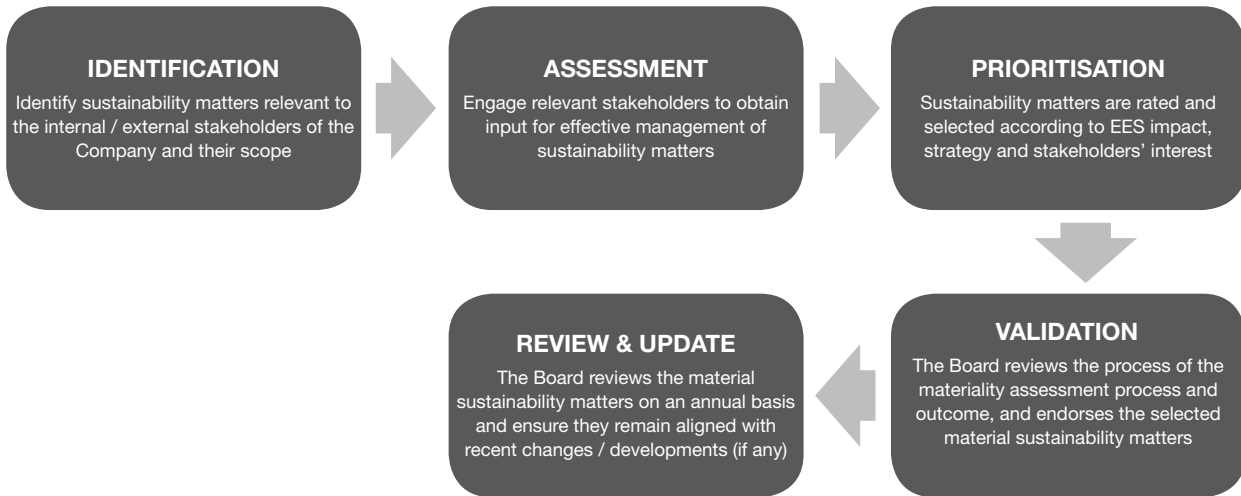 IDENTIFICATION
Identify sustainability matters relevant to
the internal / external stakeholders of the
Company and their scope
ASSESSMENT
Engage relevant stakeholders to obtain
input for effective management of
sustainability matters
PRIORITISATION
Sustainability matters are rated and
selected according to EES impact,
strategy and stakeholders’ interest
VALIDATION
The Board reviews the process of the
materiality assessment process and
outcome, and endorses the selected
material sustainability matters
REVIEW & UPDATE
The Board reviews the material
sustainability matters on an annual basis
and ensure they remain aligned with
recent changes / developments (if any)